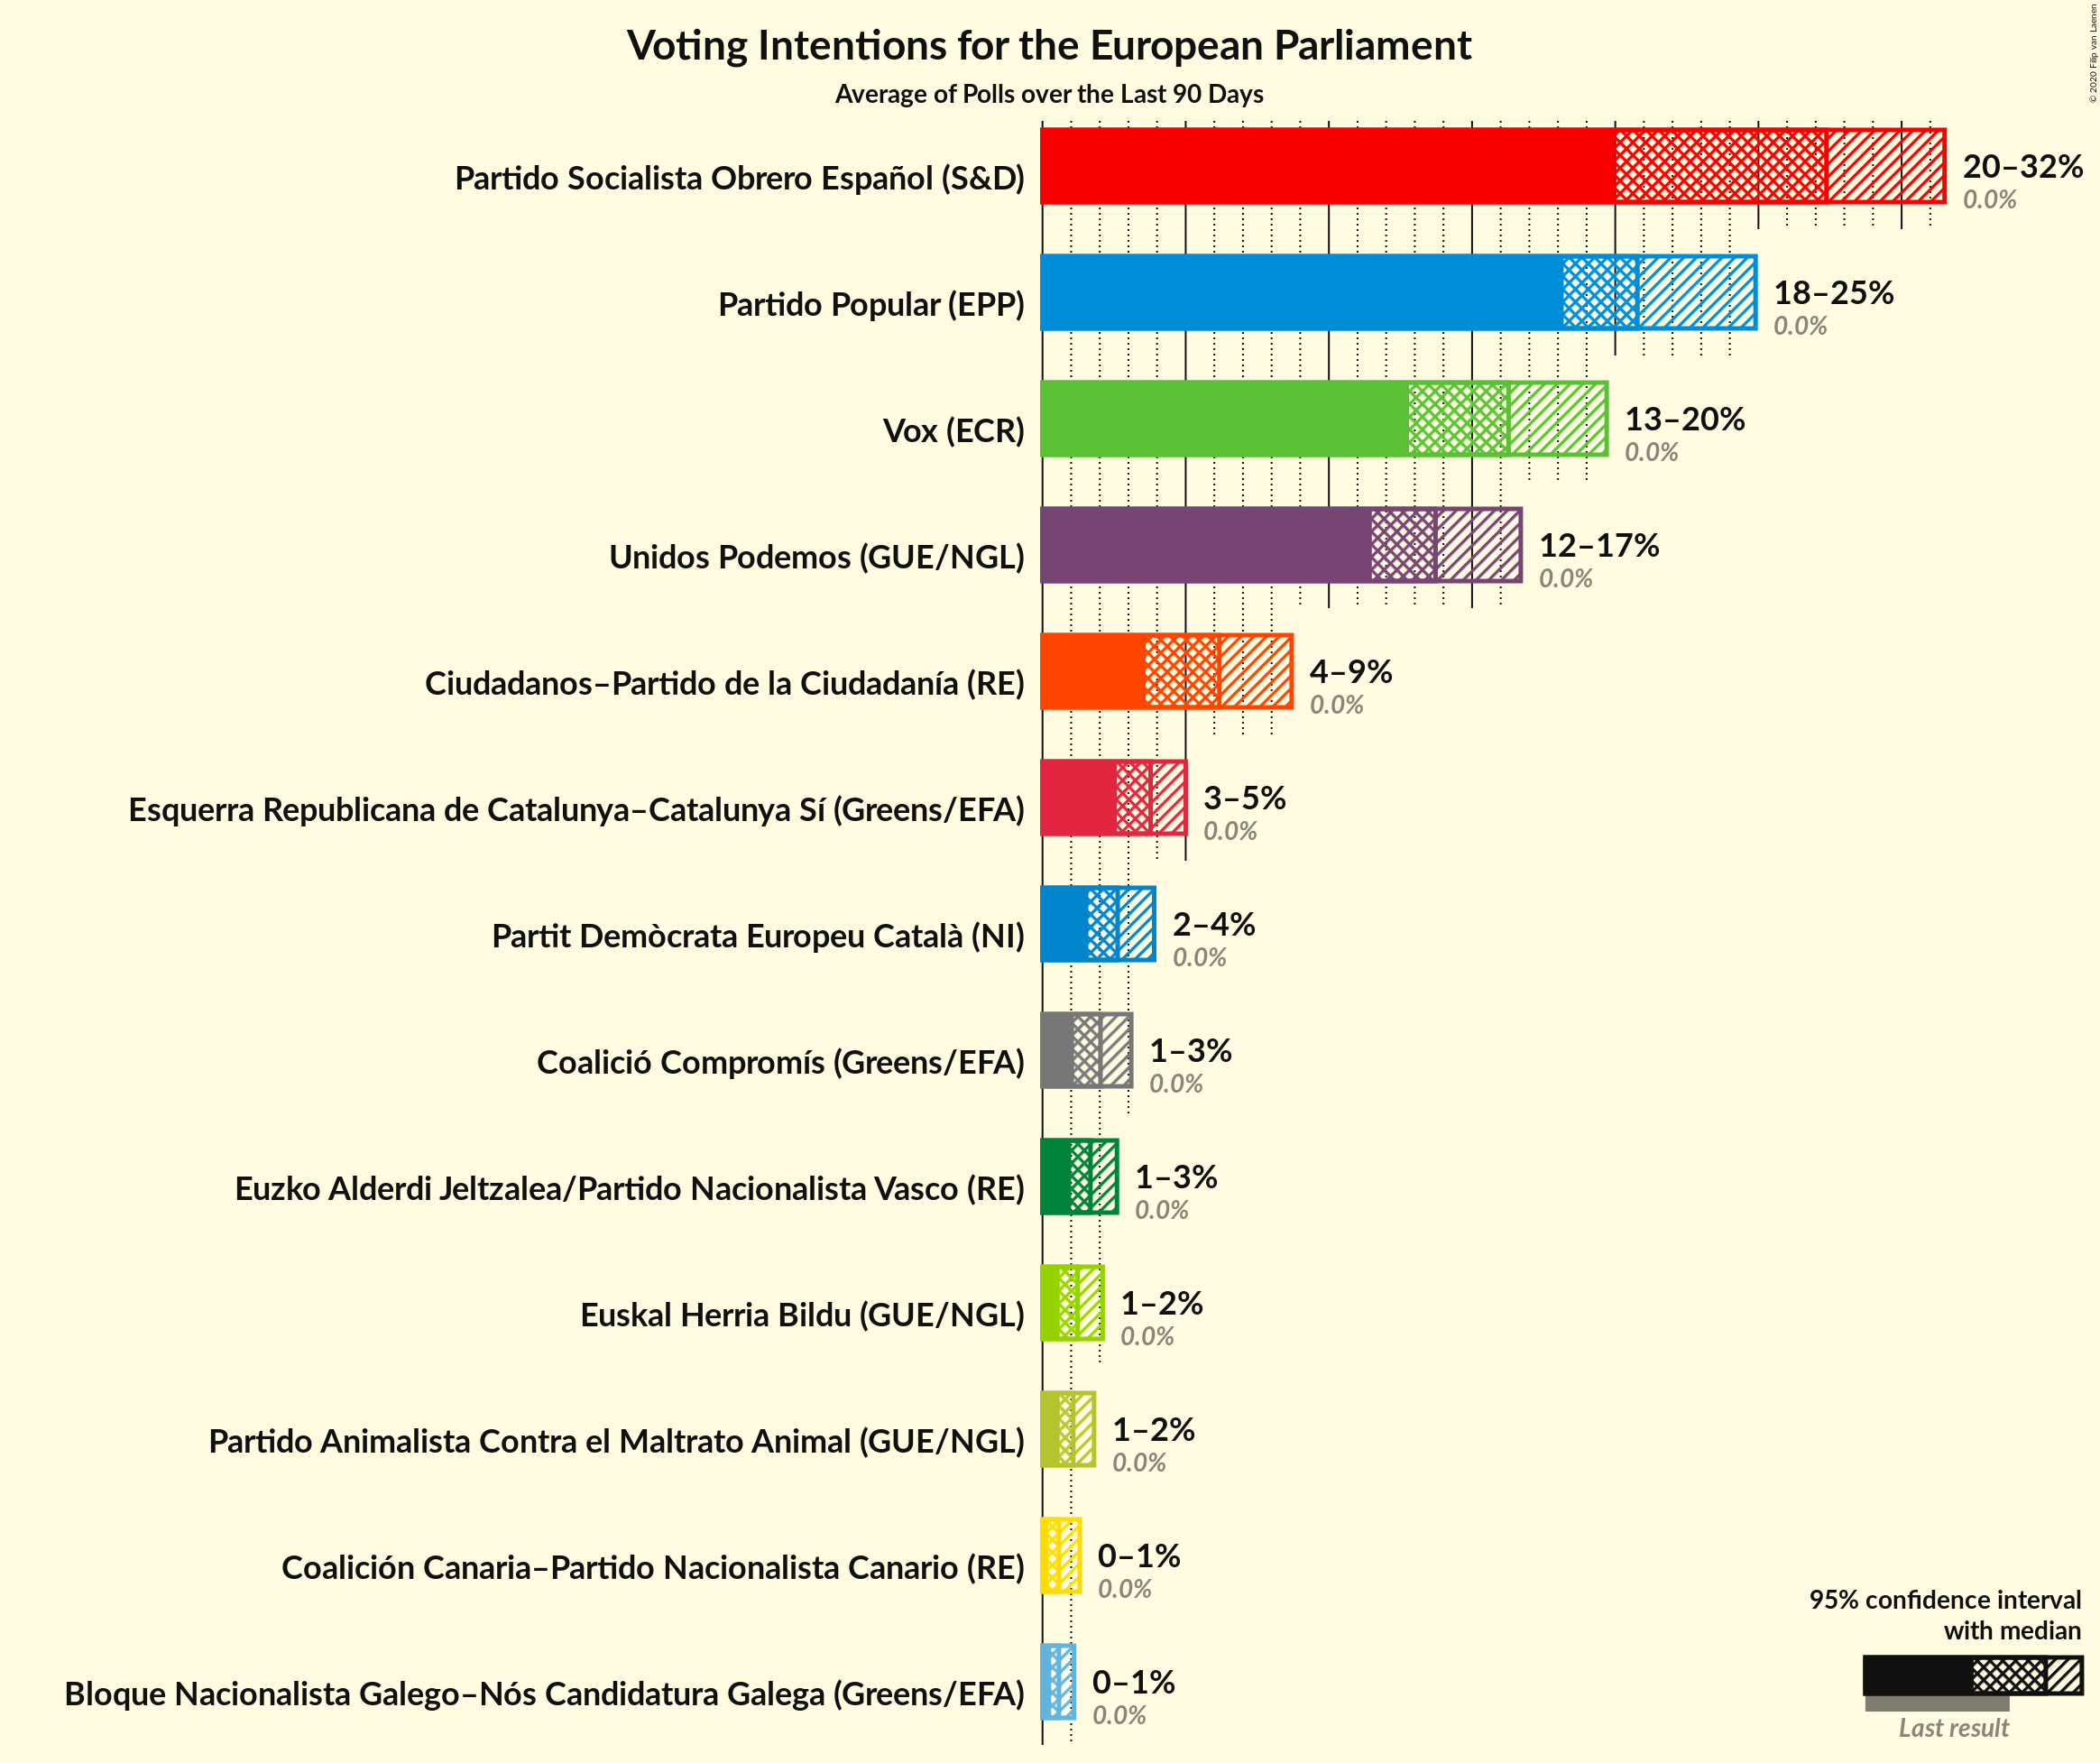 Voting Intentions for the European Parliament
Average of Polls over the Last 90 Days
© 2020 Filip van Laenen
Partido Socialista Obrero Español (S&D)
20–32%
0.0%
Partido Popular (EPP)
18–25%
0.0%
Vox (ECR)
13–20%
0.0%
Unidos Podemos (GUE/NGL)
12–17%
0.0%
Ciudadanos–Partido de la Ciudadanía (RE)
4–9%
0.0%
Esquerra Republicana de Catalunya–Catalunya Sí (Greens/EFA)
3–5%
0.0%
Partit Demòcrata Europeu Català (NI)
2–4%
0.0%
Coalició Compromís (Greens/EFA)
1–3%
0.0%
Euzko Alderdi Jeltzalea/Partido Nacionalista Vasco (RE)
1–3%
0.0%
Euskal Herria Bildu (GUE/NGL)
1–2%
0.0%
Partido Animalista Contra el Maltrato Animal (GUE/NGL)
1–2%
0.0%
Coalición Canaria–Partido Nacionalista Canario (RE)
0–1%
0.0%
Bloque Nacionalista Galego–Nós Candidatura Galega (Greens/EFA)
0–1%
0.0%
95% confidence interval
with median
Last result